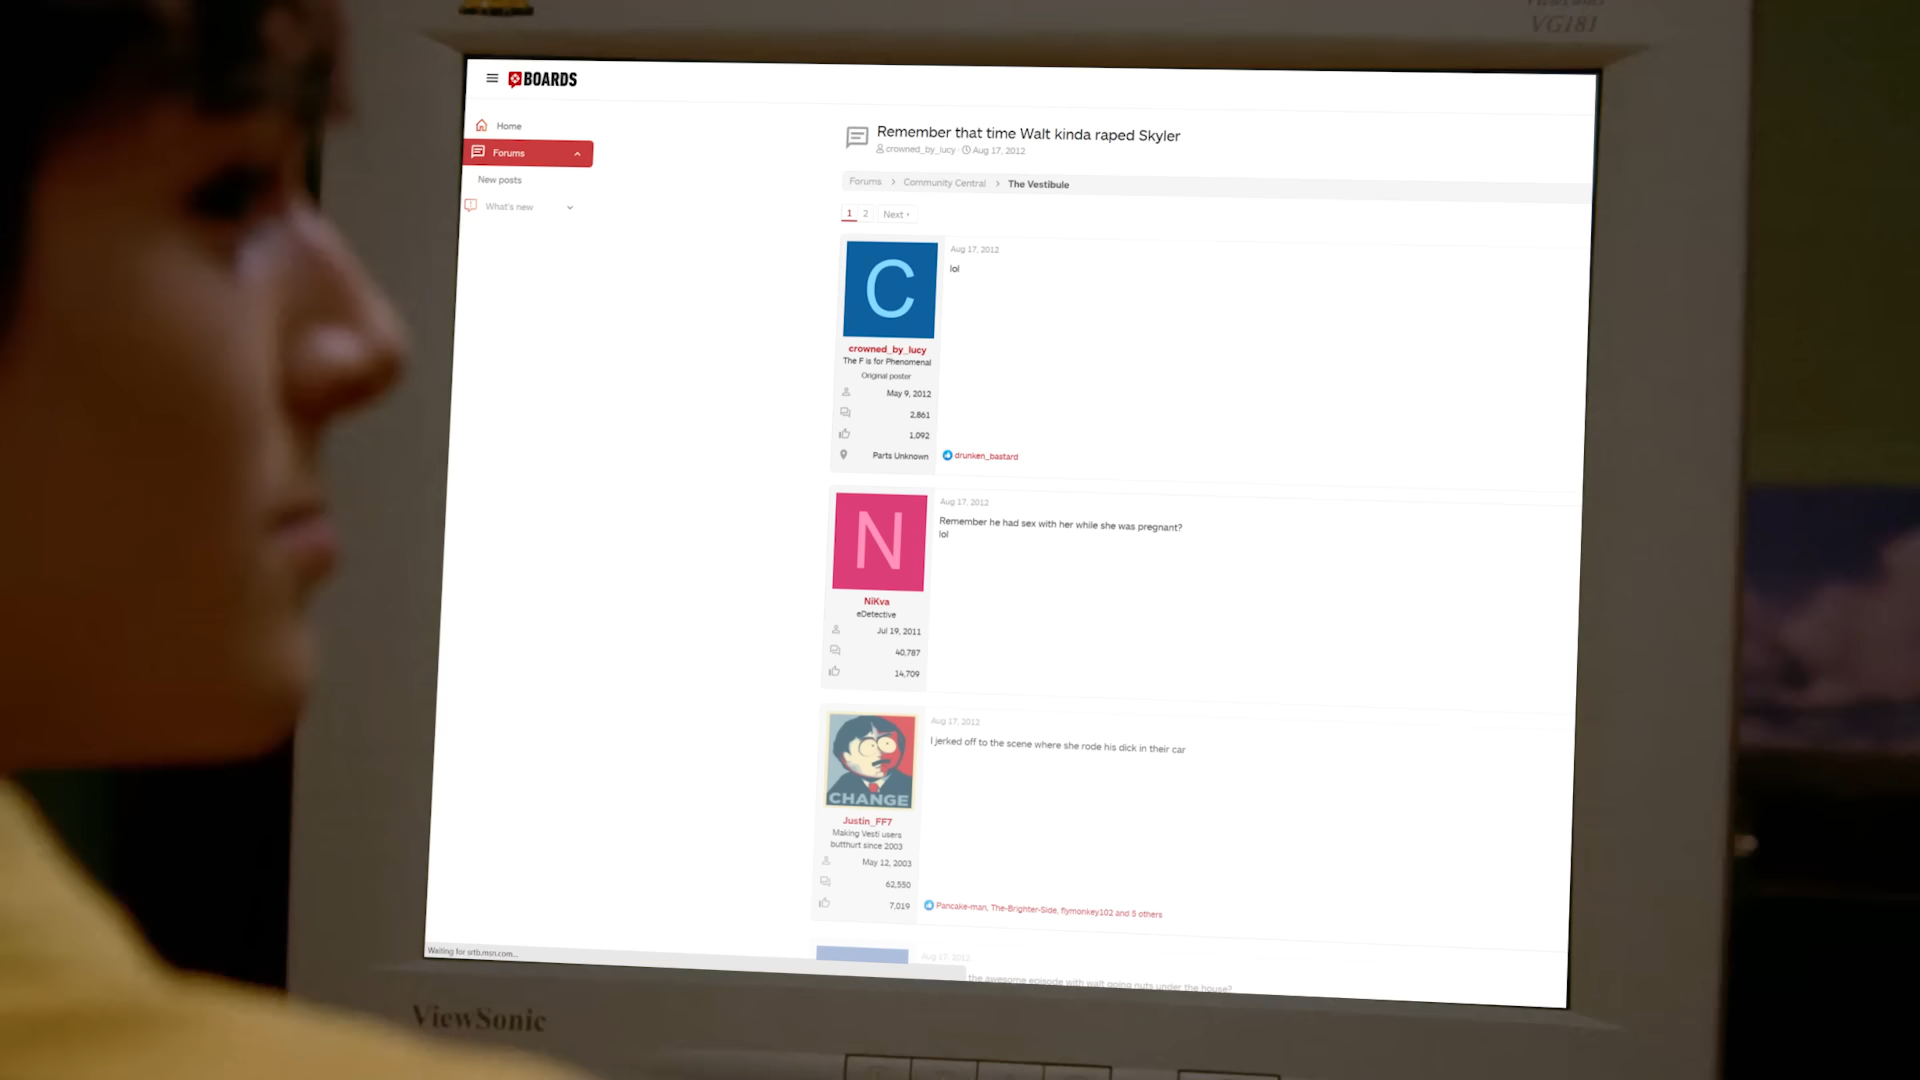 VG181
BOARDS
Home
Forums
New posts
What's new
Remember that time Walt kinda raped Skyler
crowned_by_lucy · Aug 17, 2012
Forums > Community Central > The Vestibule
1 2 Next
Aug 17, 2012
lol
C
crowned_by_lucy
The F is for Phenomenal
Original poster
May 9, 2012
2,861
1,092
Parts Unknown
drunken_bastard
Aug 17, 2012
Remember he had sex with her while she was pregnant?
lol
N
NiKva
eDetective
Jul 19, 2011
40,787
14,709
Aug 17, 2012
I jerked off to the scene where she rode his dick in their car
CHANGE
Justin_FF7
Making Vesti users
butthurt since 2003
May 12, 2003
62,550
7,019
Pancake-man, The-Brighter-Side, flymonkey102 and 5 others
Aug 17, 2012
the awesome episode with walt going nuts under the house?
Waiting for srtb.msn.com...
ViewSonic